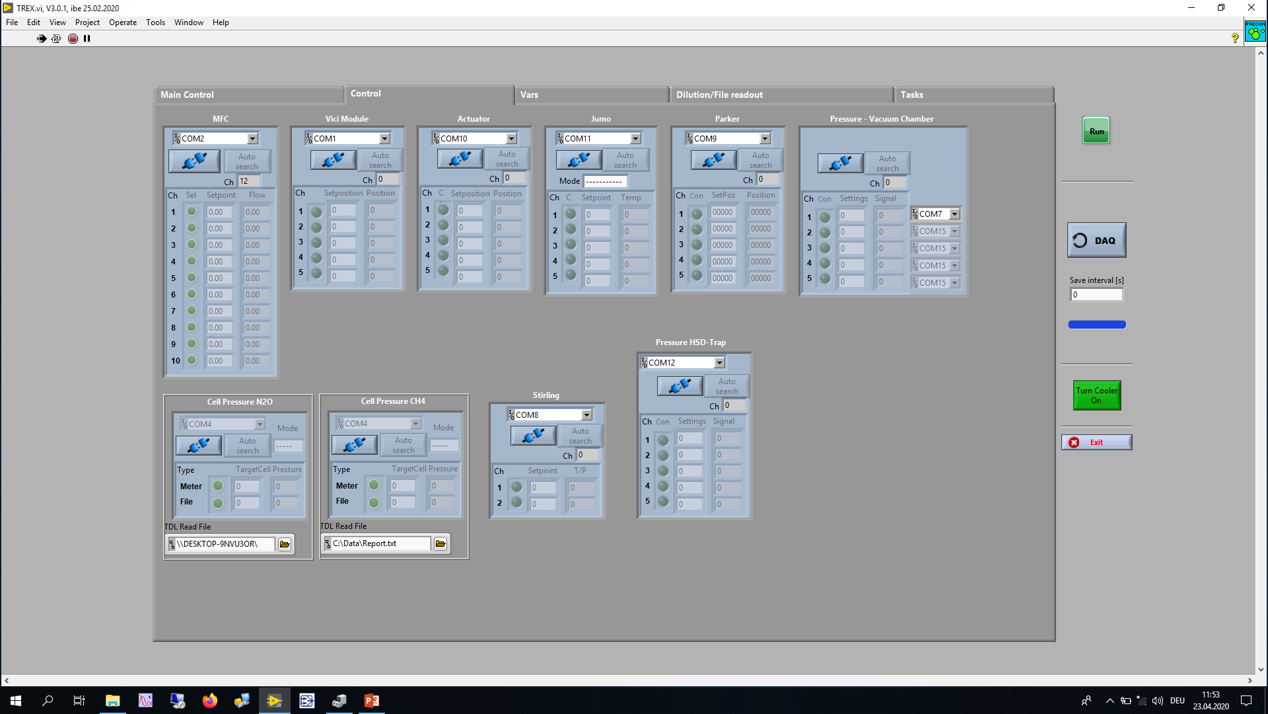 TREX.vi, V3.0.1, ibe 25.02.2020
File Edit View Project Operate Tools Window Help
PRECON
Main Control Control Vars Dilution/File readout Tasks
MFC
COM2
Auto search
Ch 12
Ch Sel Setpoint Flow
1 0.00 0.00
2 0.00 0.00
3 0.00 0.00
4 0.00 0.00
5 0.00 0.00
6 0.00 0.00
7 0.00 0.00
8 0.00 0.00
9 0.00 0.00
10 0.00 0.00
Vici Module
COM1
Auto search
Ch 0
Ch Setposition Position
1 0 0
2 0 0
3 0 0
4 0 0
5 0 0
Actuator
COM10
Auto search
Ch 0
Ch C Setposition Position
1 0 0
2 0 0
3 0 0
4 0 0
5 0 0
Jumo
COM11
Auto search
Mode -----------
Ch C Setpoint Temp
1 0 0
2 0 0
3 0 0
4 0 0
5 0 0
Parker
COM9
Auto search
Ch 0
Ch Con SetPos Position
1 00000 00000
2 00000 00000
3 00000 00000
4 00000 00000
5 00000 00000
Pressure - Vacuum Chamber
Auto search
Ch 0
Ch Con Settings Signal
1 0 0 COM7
2 0 0 COM15
3 0 0 COM15
4 0 0 COM15
5 0 0 COM15
Run
DAQ
Save interval [s]
0
Turn Cooler On
Exit
Cell Pressure N2O
COM4
Mode
Auto search
-----
Type TargetCell Pressure
Meter 0 0
File 0 0
TDL Read File
\\DESKTOP-9NVU3OR\
Cell Pressure CH4
COM4
Mode
Auto search
-----
Type TargetCell Pressure
Meter 0 0
File 0 0
TDL Read File
C:\Data\Report.txt
Stirling
COM8
Auto search
Ch 0
Ch Setpoint T/P
1 0 0
2 0 0
Pressure HSD-Trap
COM12
Auto search
Ch 0
Ch Con Settings Signal
1 0 0
2 0 0
3 0 0
4 0 0
5 0 0
DEU
11:53
23.04.2020